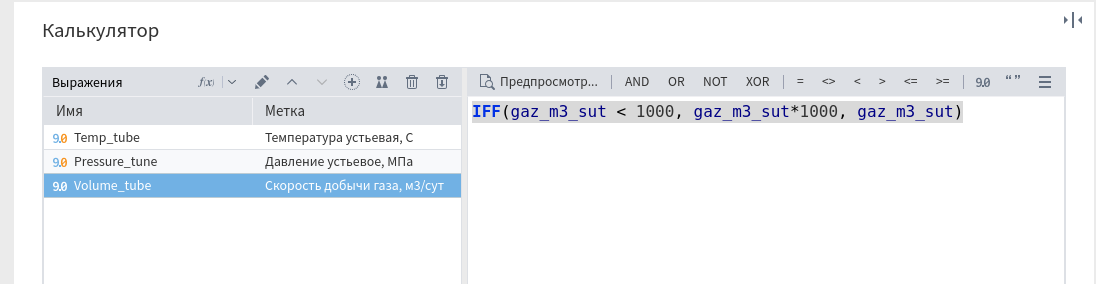 Калькулятор
Выражения f(x) Предпросмотр... AND OR NOT XOR = <> < > <= >= 9.0 “ ”
Имя Метка
IFF(gaz_m3_sut < 1000, gaz_m3_sut*1000, gaz_m3_sut)
9.0 Temp_tube Температура устьевая, С
9.0 Pressure_tune Давление устьевое, МПа
9.0 Volume_tube Скорость добычи газа, м3/сут